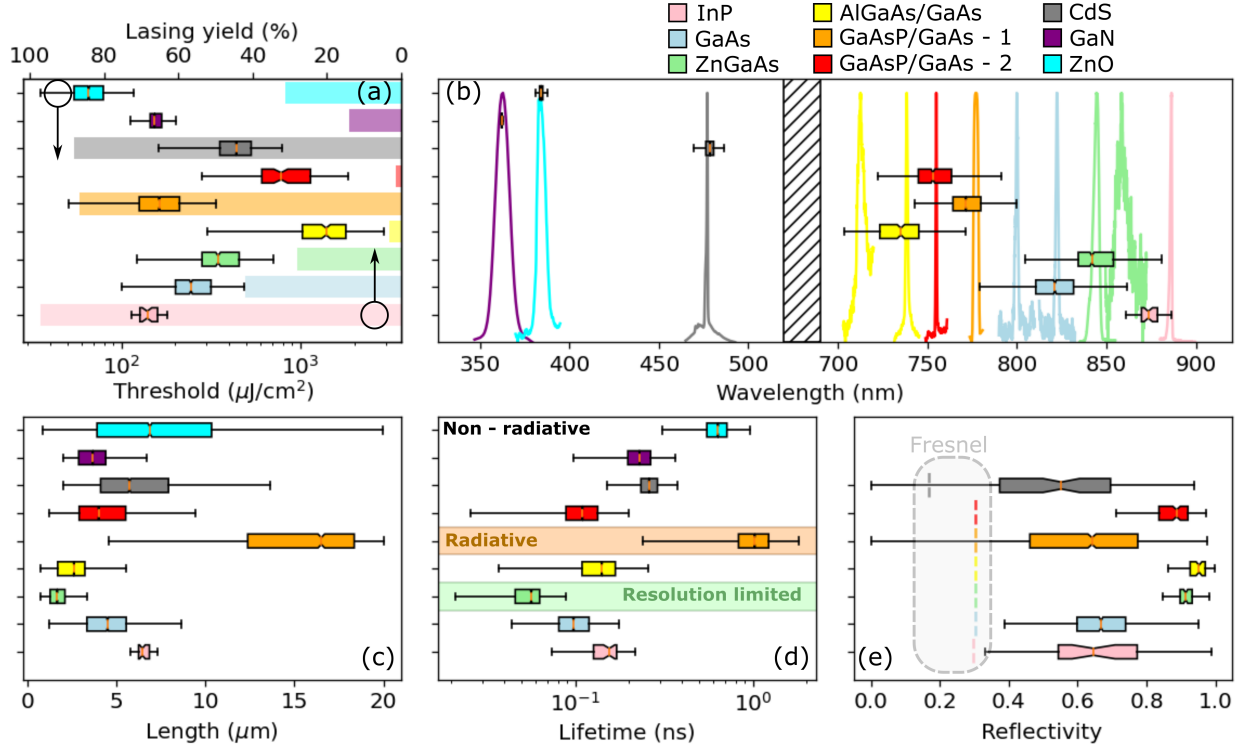 InP
GaAs
ZnGaAs
AlGaAs/GaAs
GaAsP/GaAs - 1
GaAsP/GaAs - 2
CdS
GaN
ZnO
Lasing yield (%)
100 80 60 40 20 0
(a)
10² 10³
Threshold (μJ/cm²)
(b)
350 400 450 500 700 750 800 850 900
Wavelength (nm)
(c)
0 5 10 15 20
Length (μm)
Non - radiative
Radiative
Resolution limited
(d)
10⁻¹ 10⁰
Lifetime (ns)
Fresnel
(e)
0.0 0.2 0.4 0.6 0.8 1.0
Reflectivity